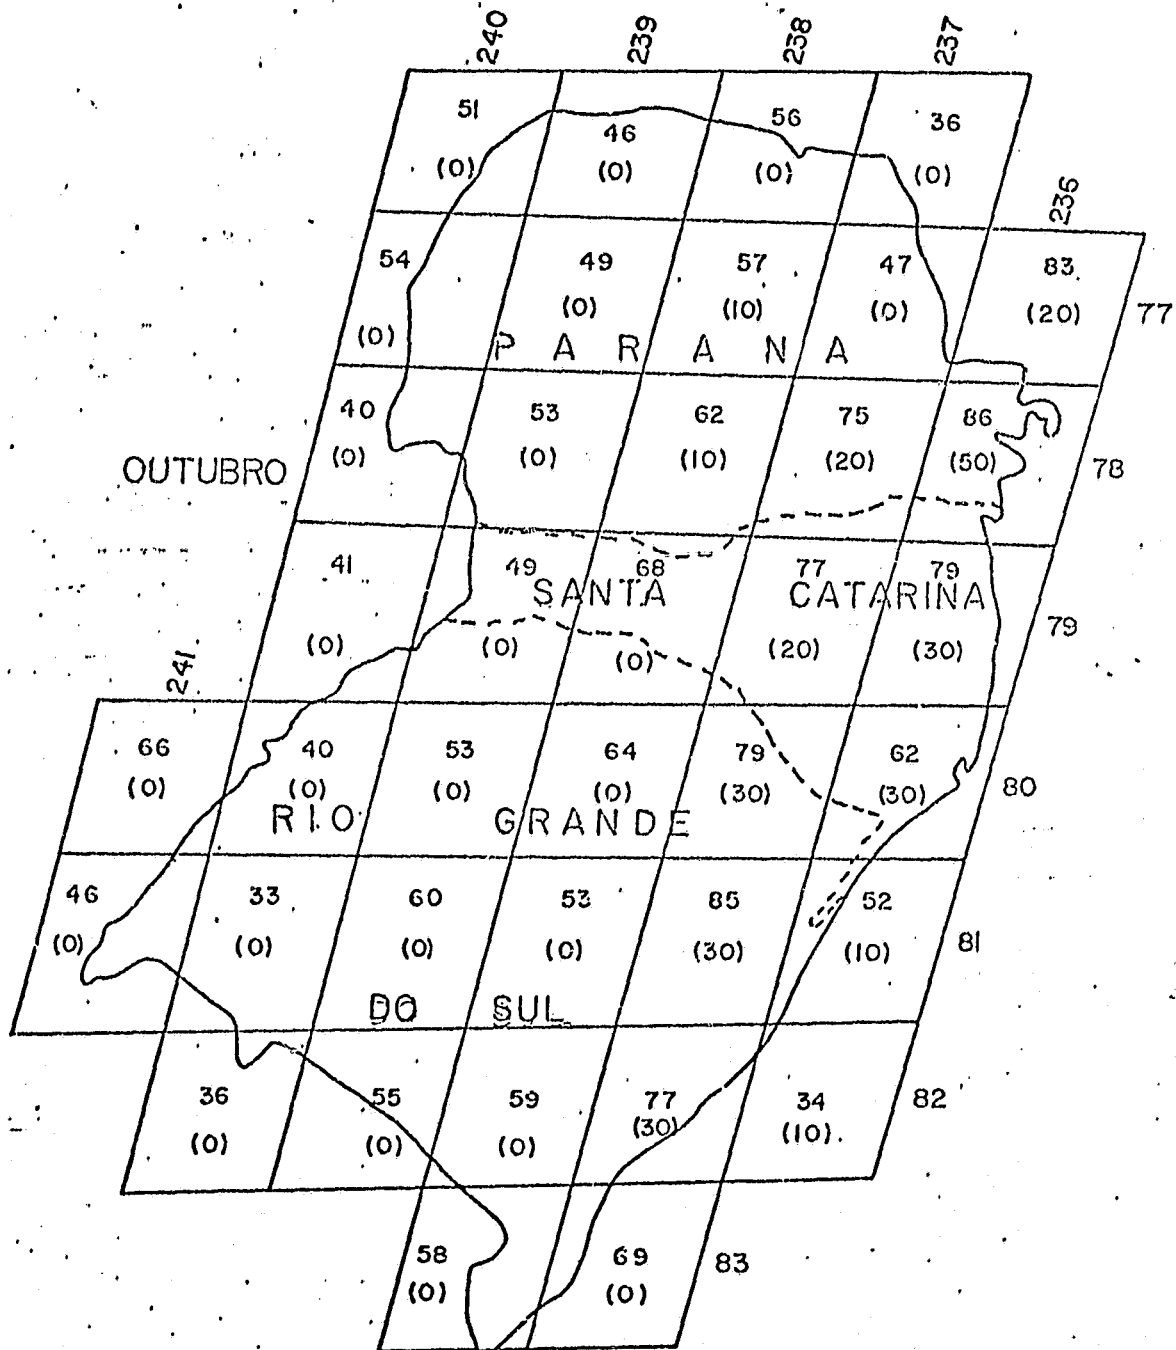 240 239 238 237
51 46 56 36
(0) (0) (0) (0)
236
54 49 57 47 83
(0) (0) (10) (0) (20) 77
PARANA
40 53 62 75 86
(0) (0) (10) (20) (50) 78
OUTUBRO
41 49 68 77 79
SANTA CATARINA
79
(0) (0) (0) (20) (30)
241
66 40 53 64 79 62
(0) (0) (0) (0) (30) (30) 80
RIO GRANDE
46 33 60 53 85 52
(0) (0) (0) (0) (30) (10) 81
DO SUL
36 55 59 77 34 82
(0) (0) (0) (30) (10)
58 69 83
(0) (0)